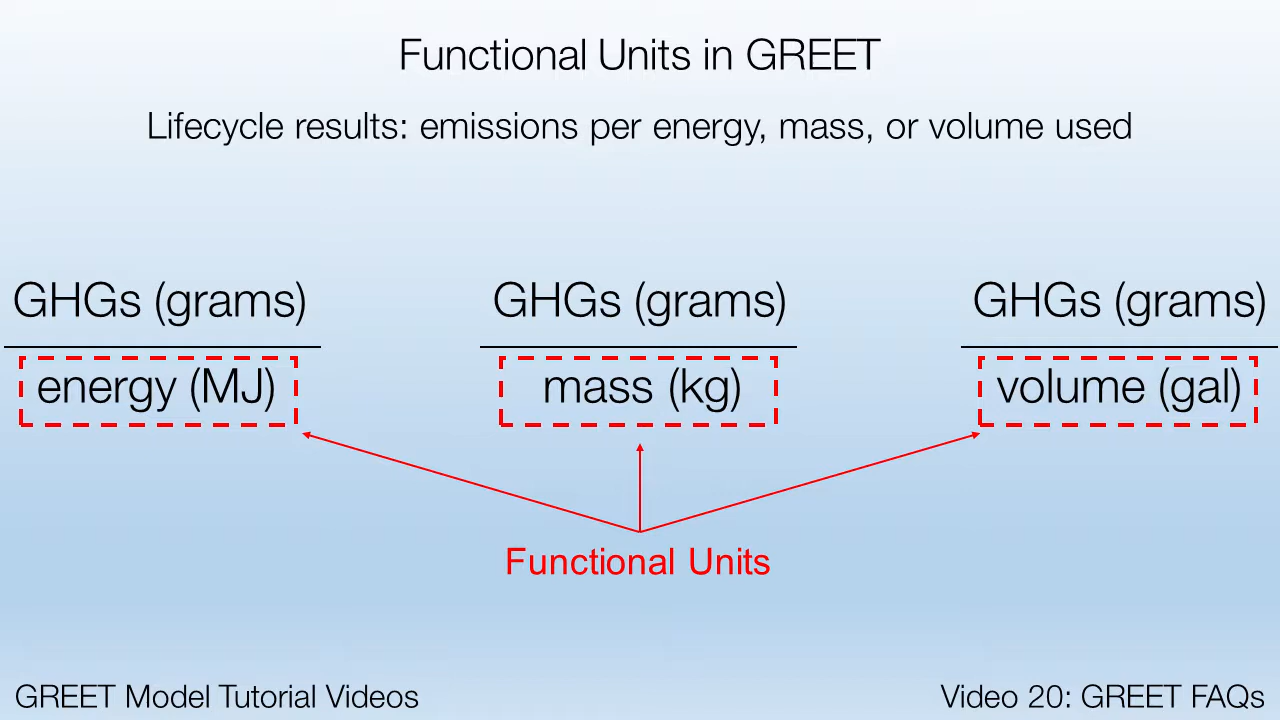 Functional Units in GREET
Lifecycle results: emissions per energy, mass, or volume used
GHGs (grams)
energy (MJ)
GHGs (grams)
mass (kg)
GHGs (grams)
volume (gal)
Functional Units
GREET Model Tutorial Videos
Video 20: GREET FAQs